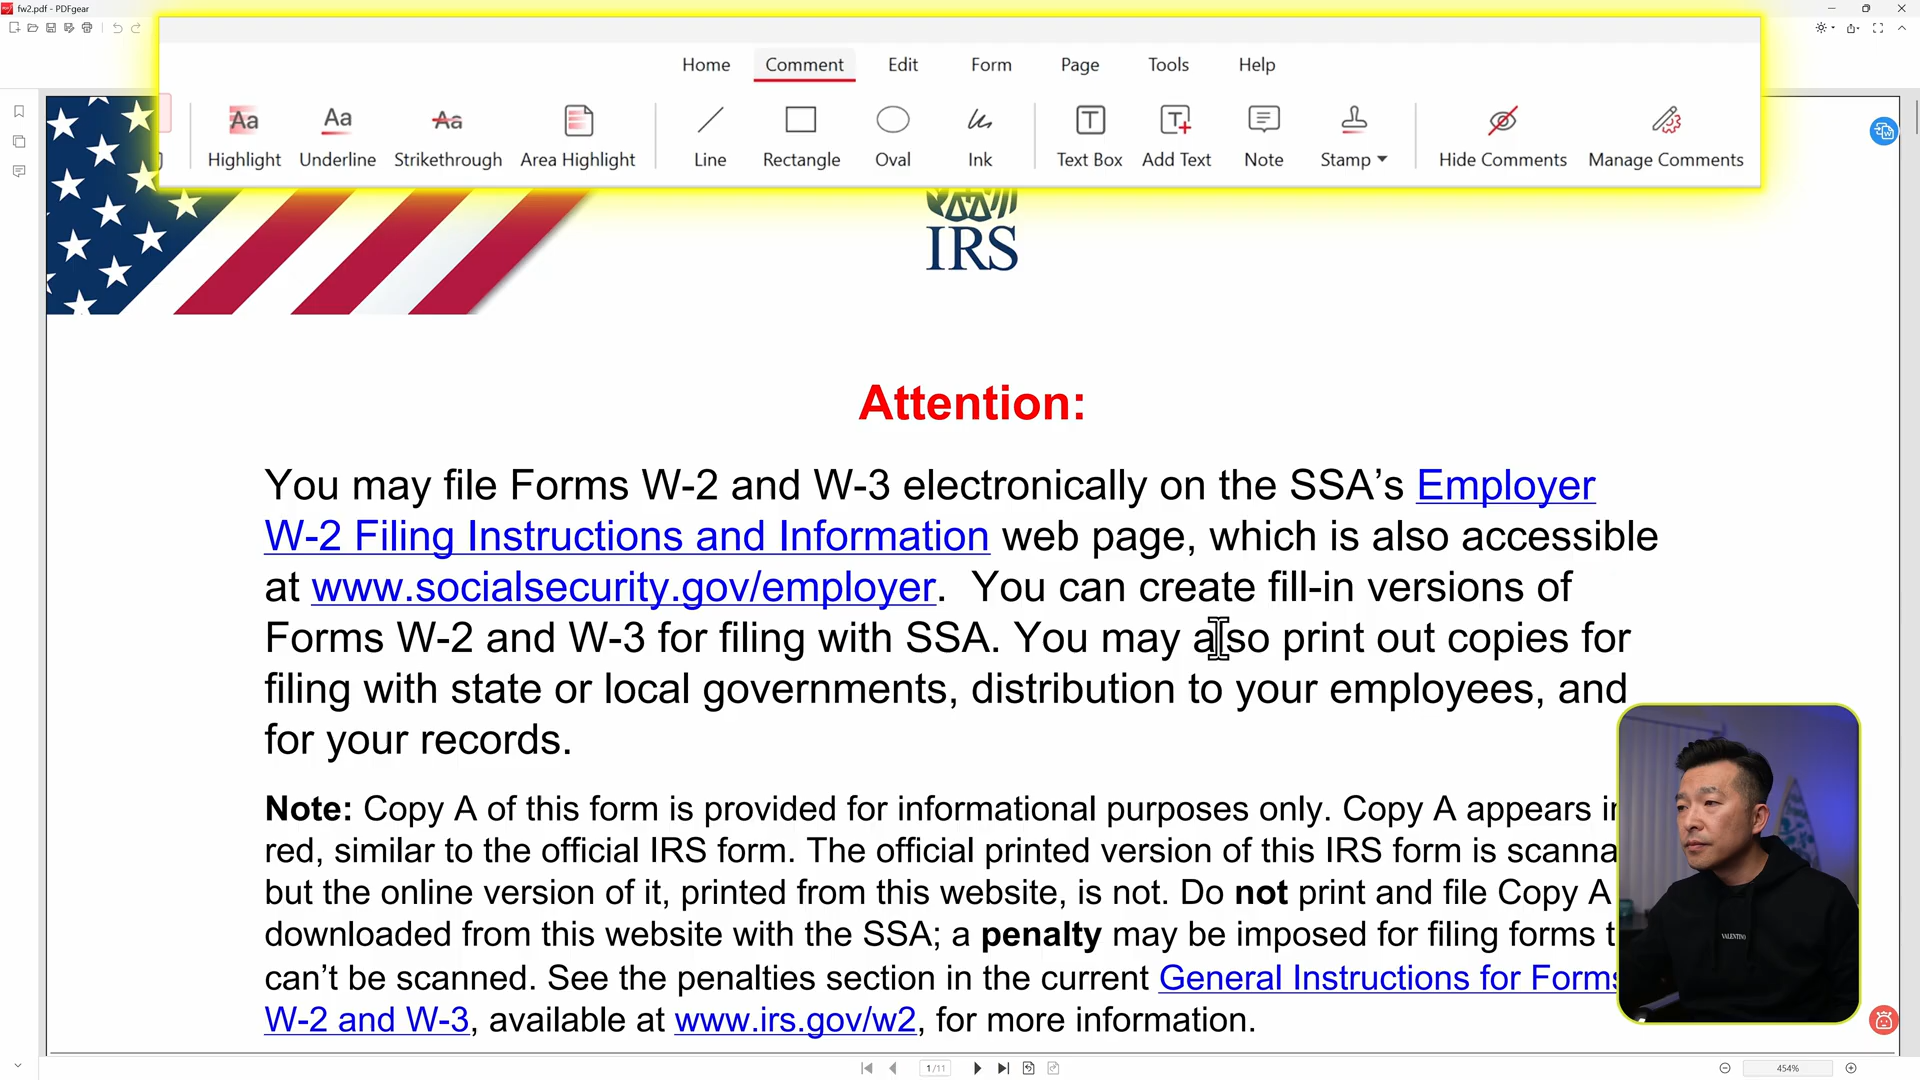 fw2.pdf - PDFgear
Home Comment Edit Form Page Tools Help
Highlight Underline Strikethrough Area Highlight Line Rectangle Oval Ink Text Box Add Text Note Stamp Hide Comments Manage Comments
IRS
Attention:
You may file Forms W-2 and W-3 electronically on the SSA’s Employer
W-2 Filing Instructions and Information web page, which is also accessible
at www.socialsecurity.gov/employer. You can create fill-in versions of
Forms W-2 and W-3 for filing with SSA. You may also print out copies for
filing with state or local governments, distribution to your employees, and
for your records.
Note: Copy A of this form is provided for informational purposes only. Copy A appears in
red, similar to the official IRS form. The official printed version of this IRS form is scanna
but the online version of it, printed from this website, is not. Do not print and file Copy A
downloaded from this website with the SSA; a penalty may be imposed for filing forms t
can’t be scanned. See the penalties section in the current General Instructions for Forms
W-2 and W-3, available at www.irs.gov/w2, for more information.
VALENTINO
1/11
454%